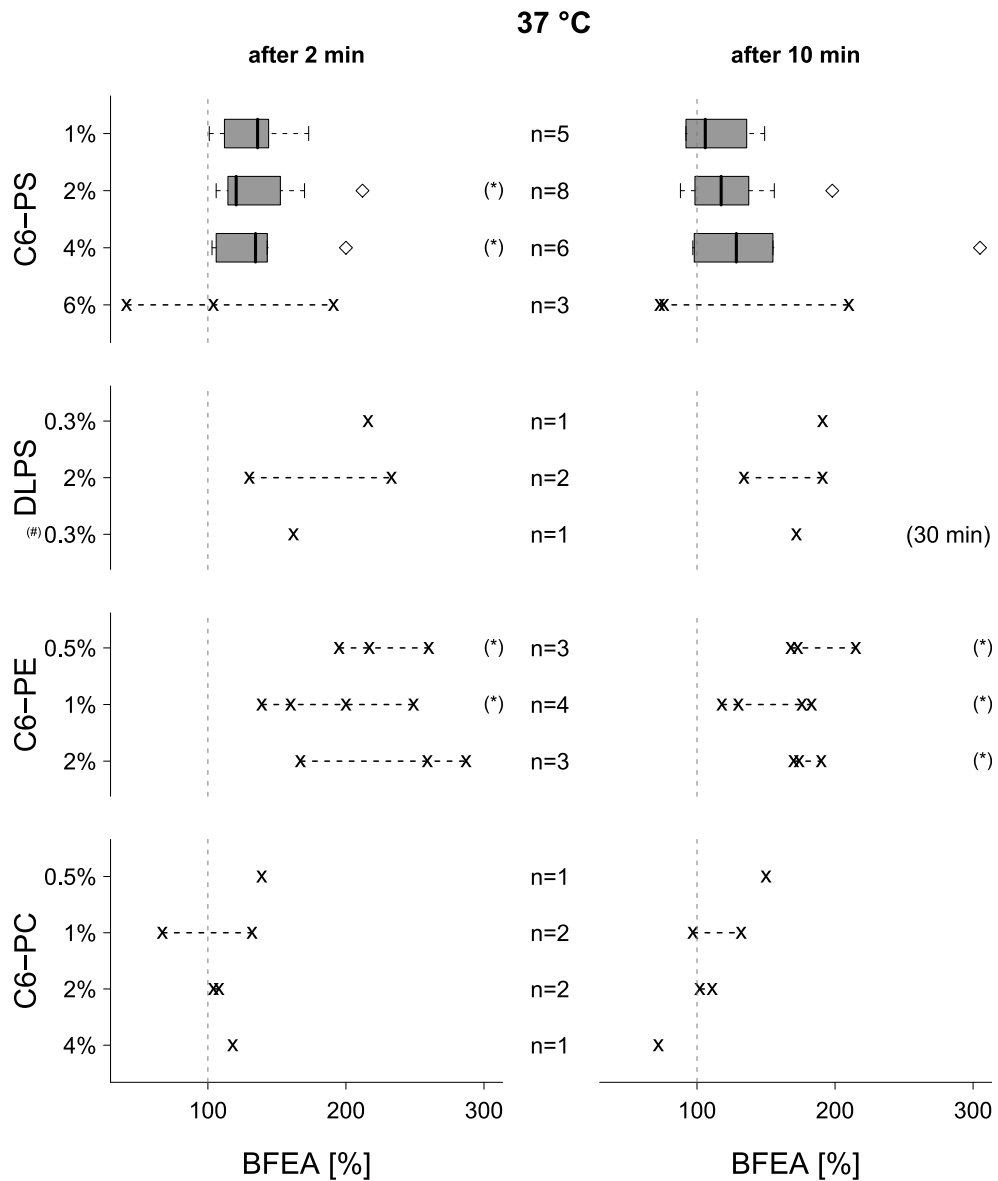 37 °C
after 2 min
after 10 min
C6−PS
1%
n=5
2%
(*)
n=8
4%
(*)
n=6
6%
n=3
DLPS
0.3%
n=1
2%
n=2
(#) 0.3%
n=1
(30 min)
C6−PE
0.5%
(*)
n=3
(*)
1%
(*)
n=4
(*)
2%
n=3
(*)
C6−PC
0.5%
n=1
1%
n=2
2%
n=2
4%
n=1
100 200 300
100 200 300
BFEA [%]
BFEA [%]